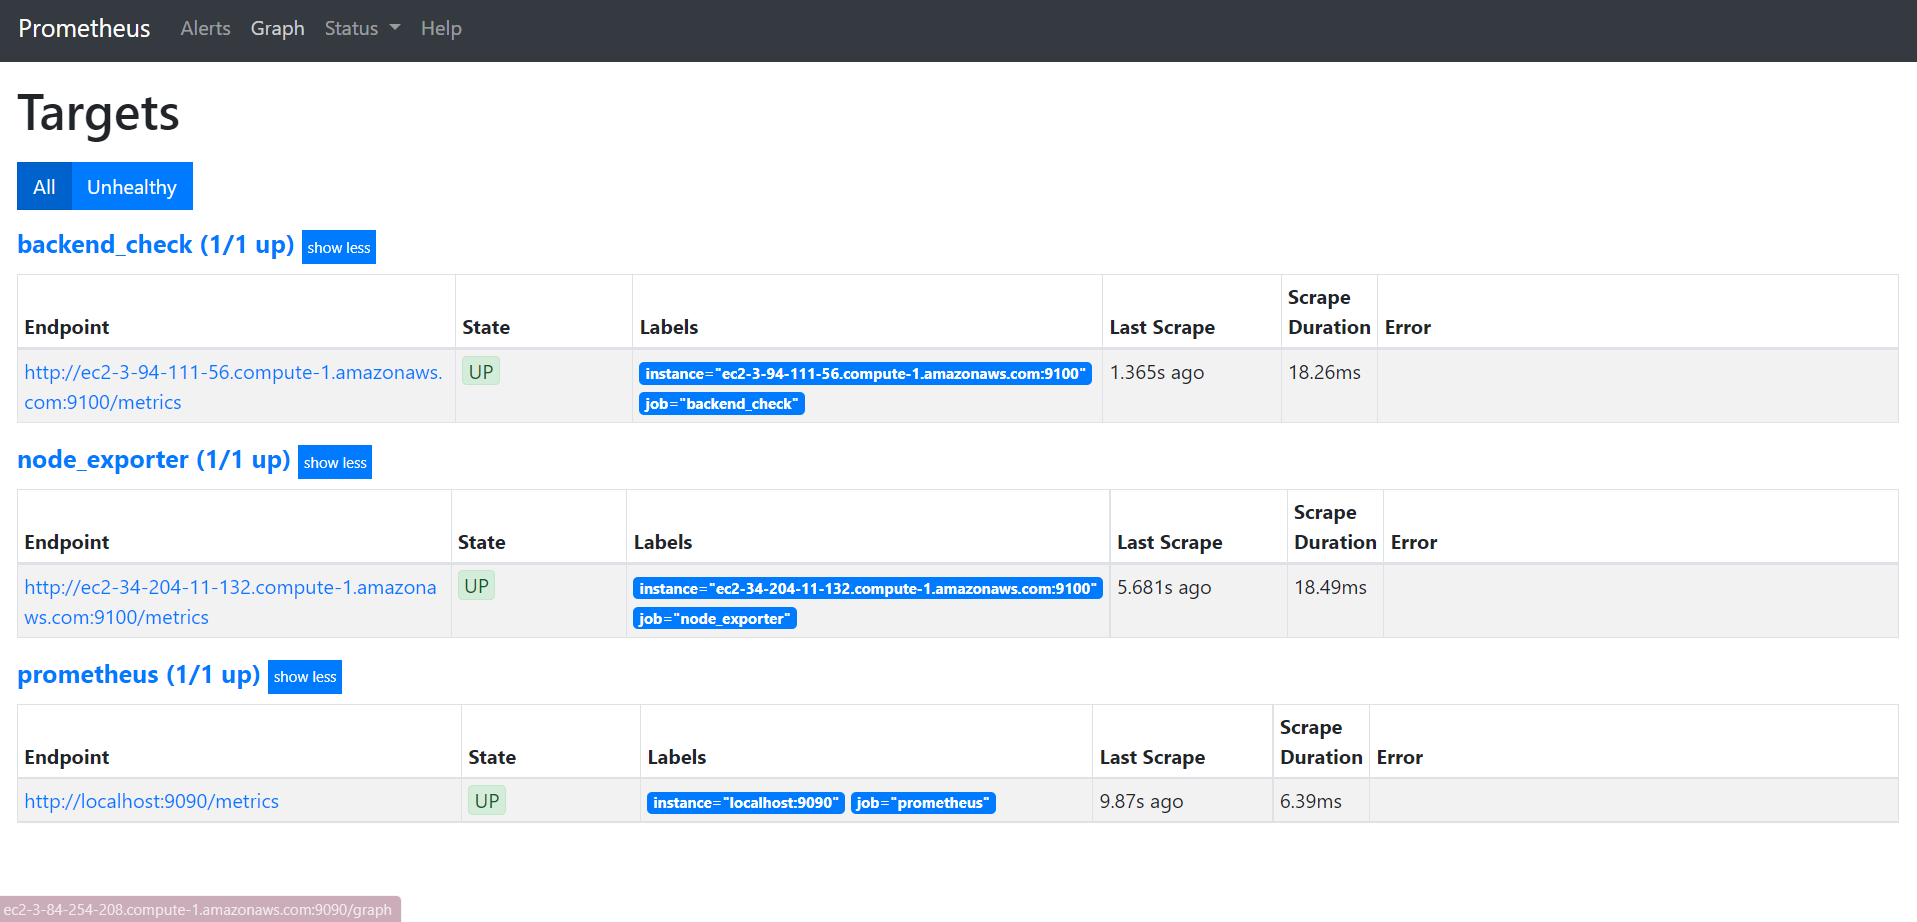 Prometheus Alerts Graph Status Help
Targets
All Unhealthy
backend_check (1/1 up) show less
Endpoint State Labels Last Scrape Scrape Duration Error
http://ec2-3-94-111-56.compute-1.amazonaws.
com:9100/metrics
UP
instance="ec2-3-94-111-56.compute-1.amazonaws.com:9100"
job="backend_check"
1.365s ago
18.26ms
node_exporter (1/1 up) show less
Endpoint State Labels Last Scrape Scrape Duration Error
http://ec2-34-204-11-132.compute-1.amazona
ws.com:9100/metrics
UP
instance="ec2-34-204-11-132.compute-1.amazonaws.com:9100"
job="node_exporter"
5.681s ago
18.49ms
prometheus (1/1 up) show less
Endpoint State Labels Last Scrape Scrape Duration Error
http://localhost:9090/metrics UP instance="localhost:9090" job="prometheus" 9.87s ago 6.39ms
ec2-3-84-254-208.compute-1.amazonaws.com:9090/graph